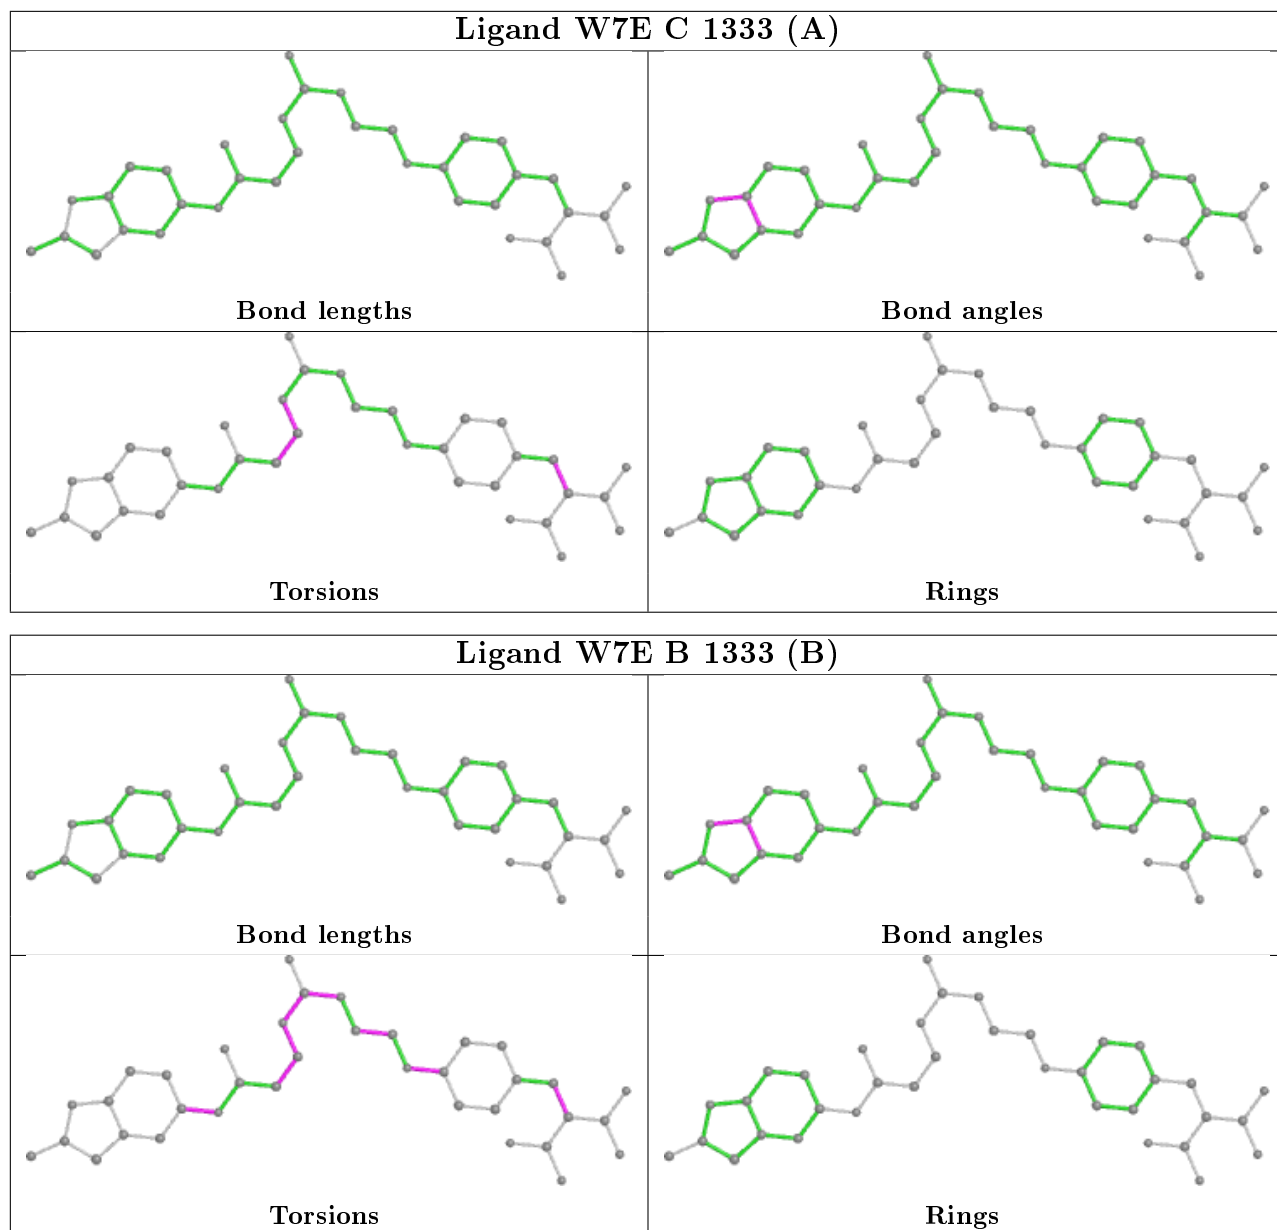 Ligand W7E C 1333 (A)
Bond lengths
Bond angles
Torsions
Rings
Ligand W7E B 1333 (B)
Bond lengths
Bond angles
Torsions
Rings